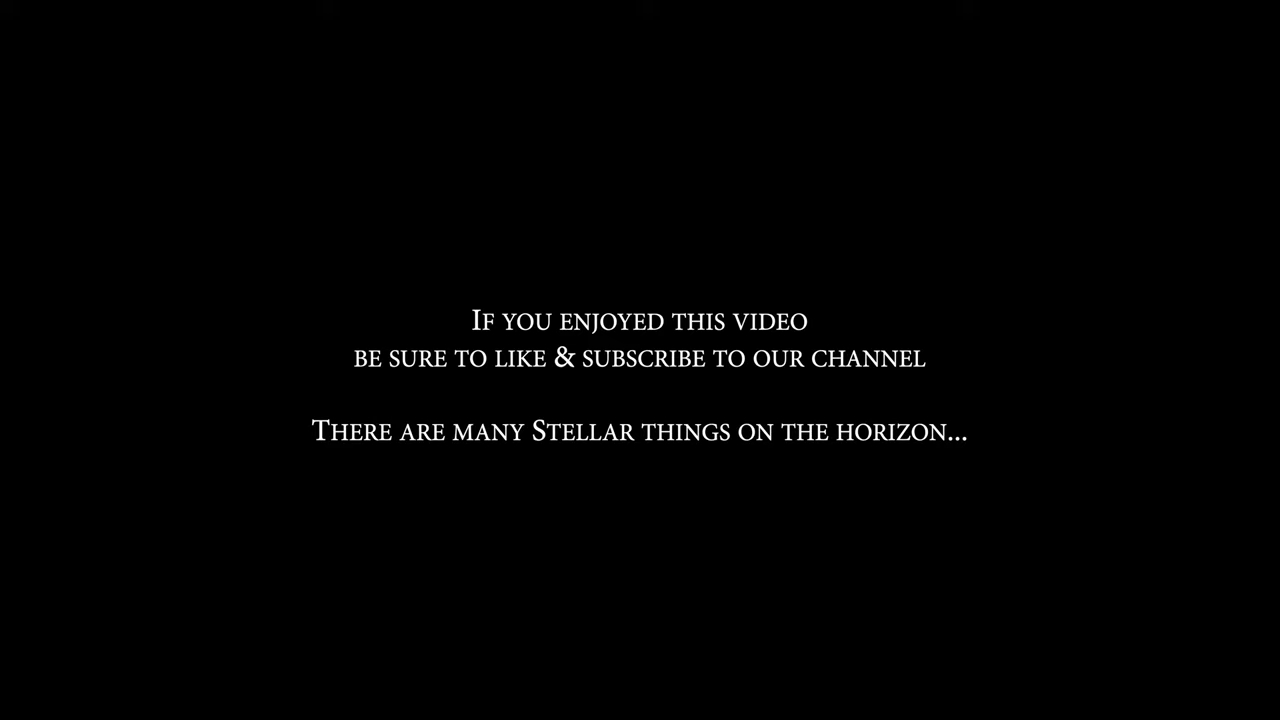 If you enjoyed this video
be sure to like & subscribe to our channel
There are many Stellar things on the horizon...